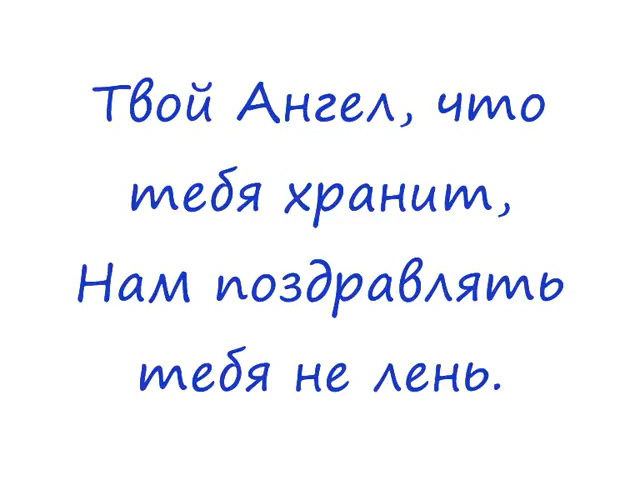 Твой Ангел, что
тебя хранит,
Нам поздравлять
тебя не лень.